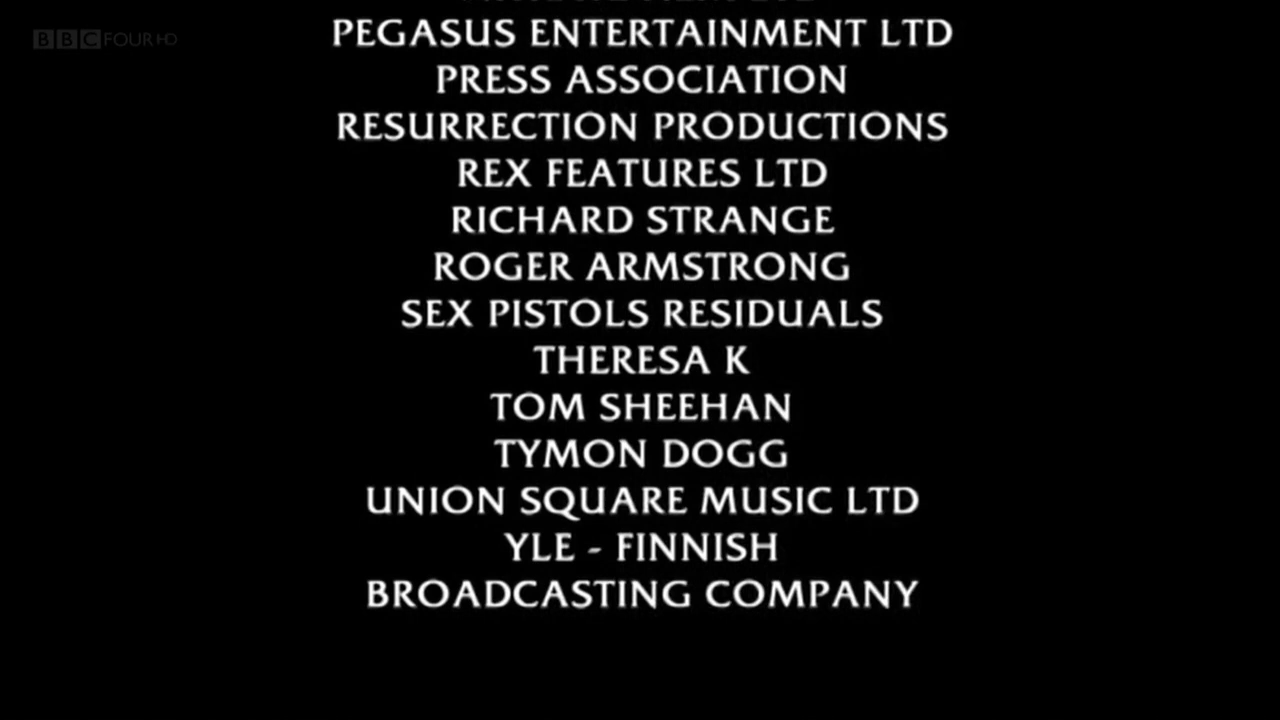 BBC FOUR HD
PEGASUS ENTERTAINMENT LTD
PRESS ASSOCIATION
RESURRECTION PRODUCTIONS
REX FEATURES LTD
RICHARD STRANGE
ROGER ARMSTRONG
SEX PISTOLS RESIDUALS
THERESA K
TOM SHEEHAN
TYMON DOGG
UNION SQUARE MUSIC LTD
YLE - FINNISH
BROADCASTING COMPANY